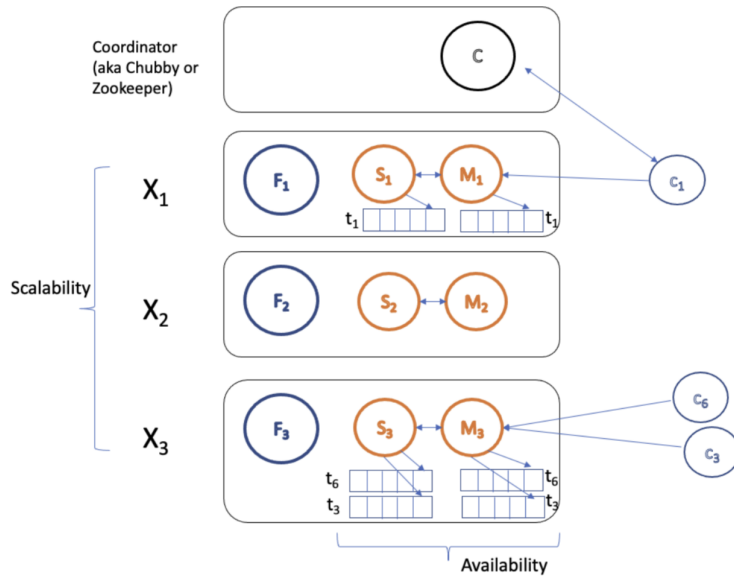 Coordinator
(aka Chubby or
Zookeeper)
C
X₁
F₁
S₁
M₁
C₁
t₁
t₁
Scalability
X₂
F₂
S₂
M₂
X₃
F₃
S₃
M₃
C₆
C₃
t₆
t₆
t₃
t₃
Availability